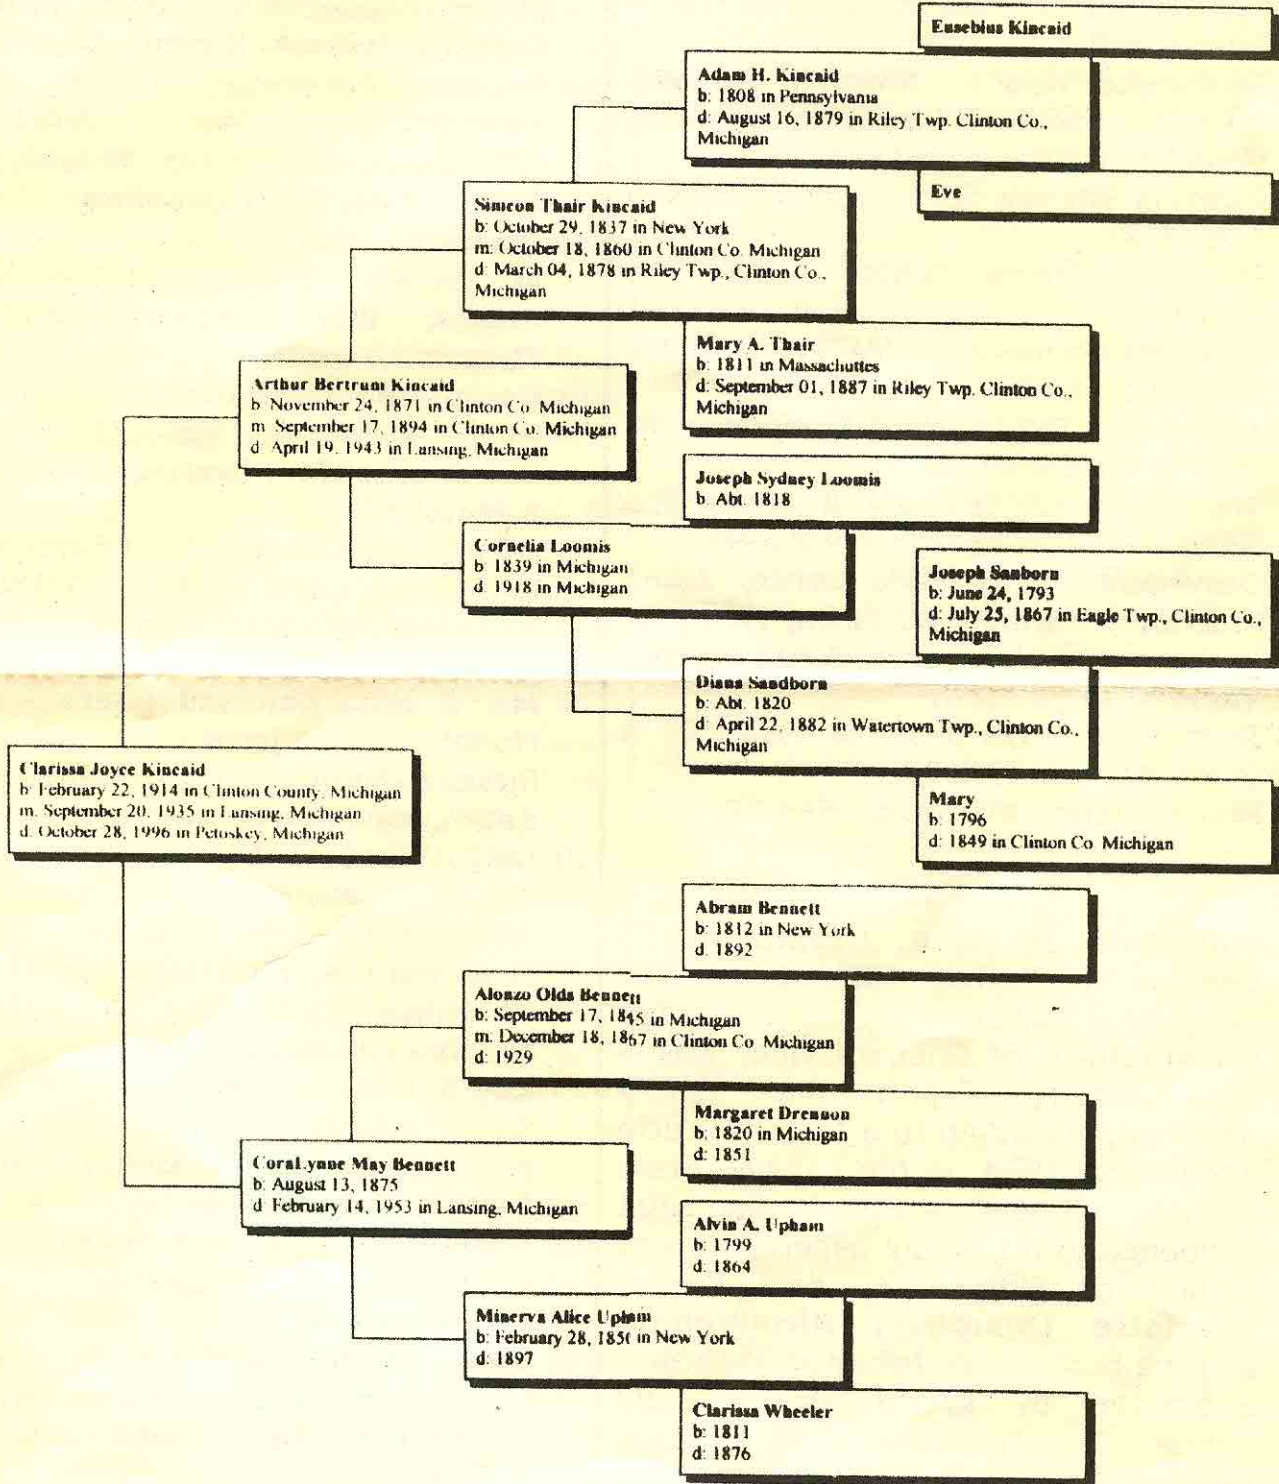 Eusebius Kincaid
Adam H. Kincaid
b: 1808 in Pennsylvania
d: August 16, 1879 in Riley Twp. Clinton Co.,
Michigan
Eve
Simeon Thair Kincaid
b: October 29, 1837 in New York
m: October 18, 1860 in Clinton Co. Michigan
d: March 04, 1878 in Riley Twp., Clinton Co.,
Michigan
Mary A. Thair
b: 1811 in Massachuttes
d: September 01, 1887 in Riley Twp. Clinton Co.,
Michigan
Arthur Bertrum Kincaid
b: November 24, 1871 in Clinton Co. Michigan
m: September 17, 1894 in Clinton Co. Michigan
d: April 19, 1943 in Lansing, Michigan
Joseph Sydney Loomis
b: Abt. 1818
Cornelia Loomis
b: 1839 in Michigan
d: 1918 in Michigan
Joseph Sanborn
b: June 24, 1793
d: July 25, 1867 in Eagle Twp., Clinton Co.,
Michigan
Diana Sandborn
b: Abt. 1820
d: April 22, 1882 in Watertown Twp., Clinton Co.,
Michigan
Mary
b: 1796
d: 1849 in Clinton Co. Michigan
Clarissa Joyce Kincaid
b: February 22, 1914 in Clinton County, Michigan
m: September 20, 1935 in Lansing, Michigan
d: October 28, 1996 in Petoskey, Michigan
Abram Bennett
b: 1812 in New York
d: 1892
Alonzo Olds Bennett
b: September 17, 1845 in Michigan
m: December 18, 1867 in Clinton Co. Michigan
d: 1929
Margaret Drennon
b: 1820 in Michigan
d: 1851
CoraLynne May Bennett
b: August 13, 1875
d: February 14, 1953 in Lansing, Michigan
Alvin A. Upham
b: 1799
d: 1864
Minerva Alice Upham
b: February 28, in New York
d: 1897
Clarissa Wheeler
b: 1811
d: 1876